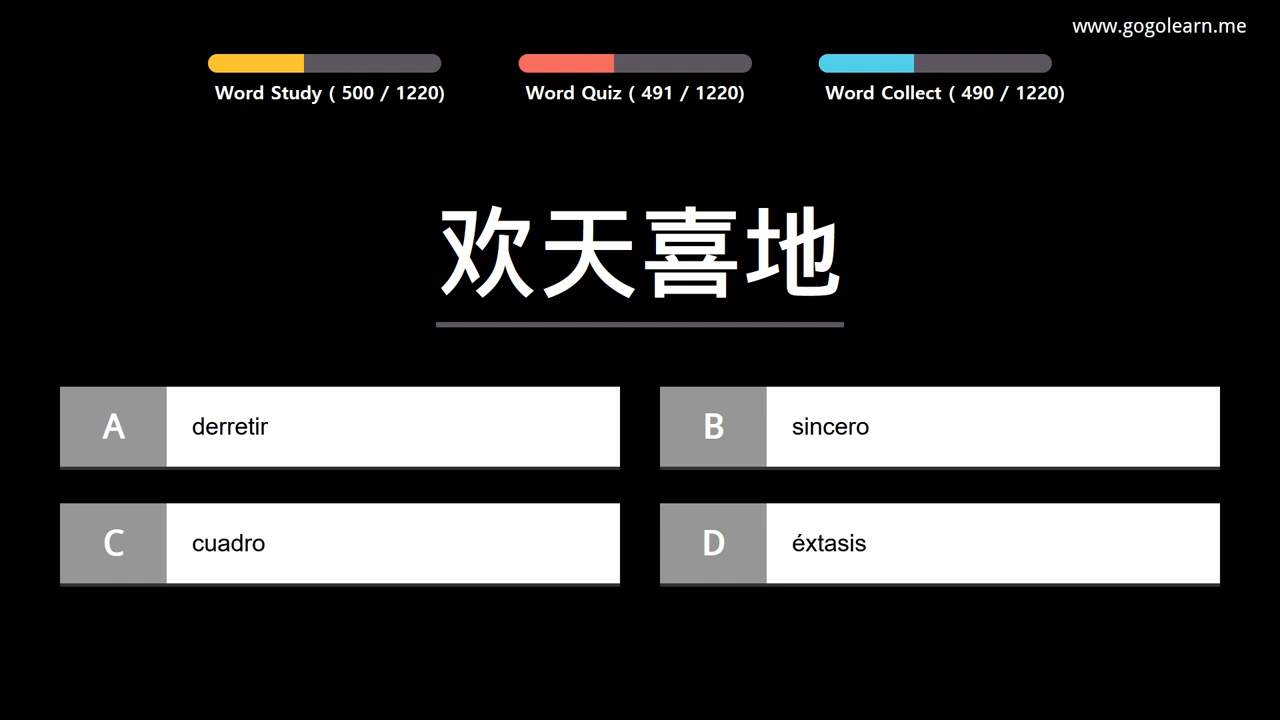 www.gogolearn.me
Word Study ( 500 / 1220)
Word Quiz ( 491 / 1220)
Word Collect ( 490 / 1220)
欢天喜地
A derretir
B sincero
C cuadro
D éxtasis